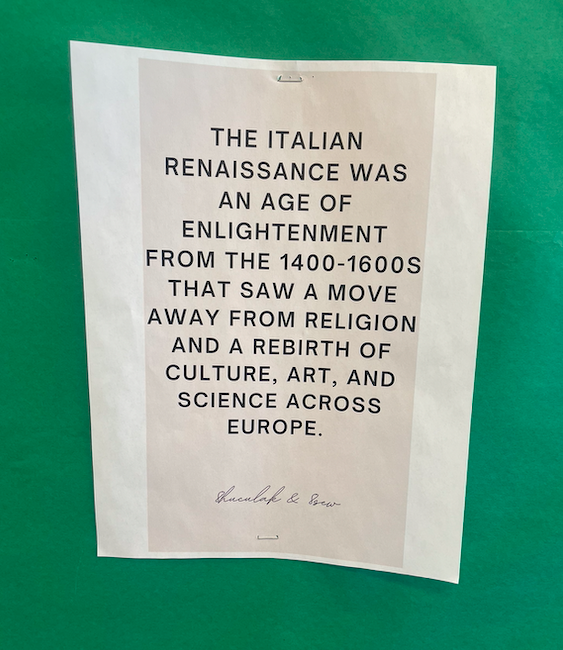 THE ITALIAN
RENAISSANCE WAS
AN AGE OF
ENLIGHTENMENT
FROM THE 1400-1600S
THAT SAW A MOVE
AWAY FROM RELIGION
AND A REBIRTH OF
CULTURE, ART, AND
SCIENCE ACROSS
EUROPE.
&